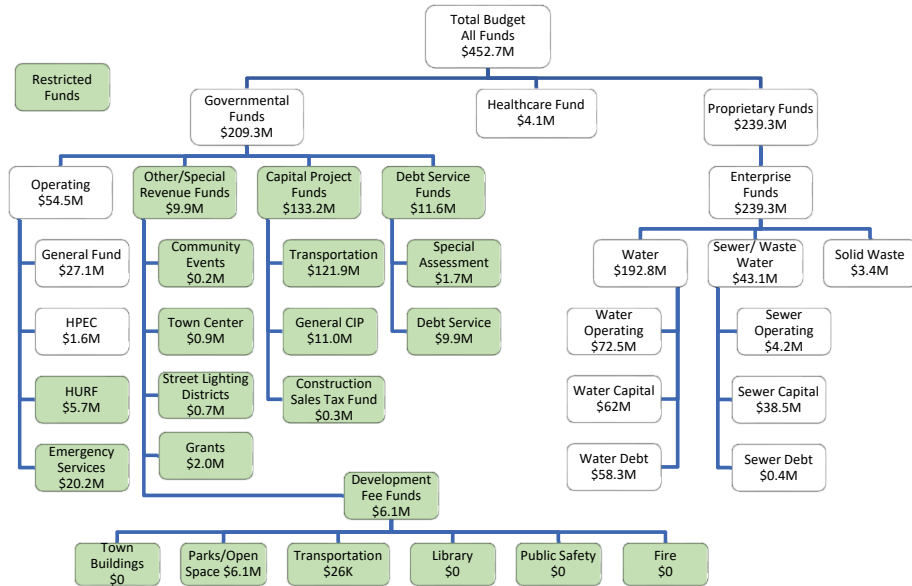 Total Budget
All Funds
$452.7M
Restricted
Funds
Governmental
Funds
$209.3M
Healthcare Fund
$4.1M
Proprietary Funds
$239.3M
Operating
$54.5M
Other/Special
Revenue Funds
$9.9M
Capital Project
Funds
$133.2M
Debt Service
Funds
$11.6M
Enterprise
Funds
$239.3M
General Fund
$27.1M
Community
Events
$0.2M
Transportation
$121.9M
Special
Assessment
$1.7M
Water
$192.8M
Sewer/ Waste
Water
$43.1M
Solid Waste
$3.4M
HPEC
$1.6M
Town Center
$0.9M
General CIP
$11.0M
Debt Service
$9.9M
Water
Operating
$72.5M
Sewer
Operating
$4.2M
HURF
$5.7M
Street Lighting
Districts
$0.7M
Construction
Sales Tax Fund
$0.3M
Water Capital
$62M
Sewer Capital
$38.5M
Emergency
Services
$20.2M
Grants
$2.0M
Water Debt
$58.3M
Sewer Debt
$0.4M
Development
Fee Funds
$6.1M
Town
Buildings
$0
Parks/Open
Space $6.1M
Transportation
$26K
Library
$0
Public Safety
$0
Fire
$0